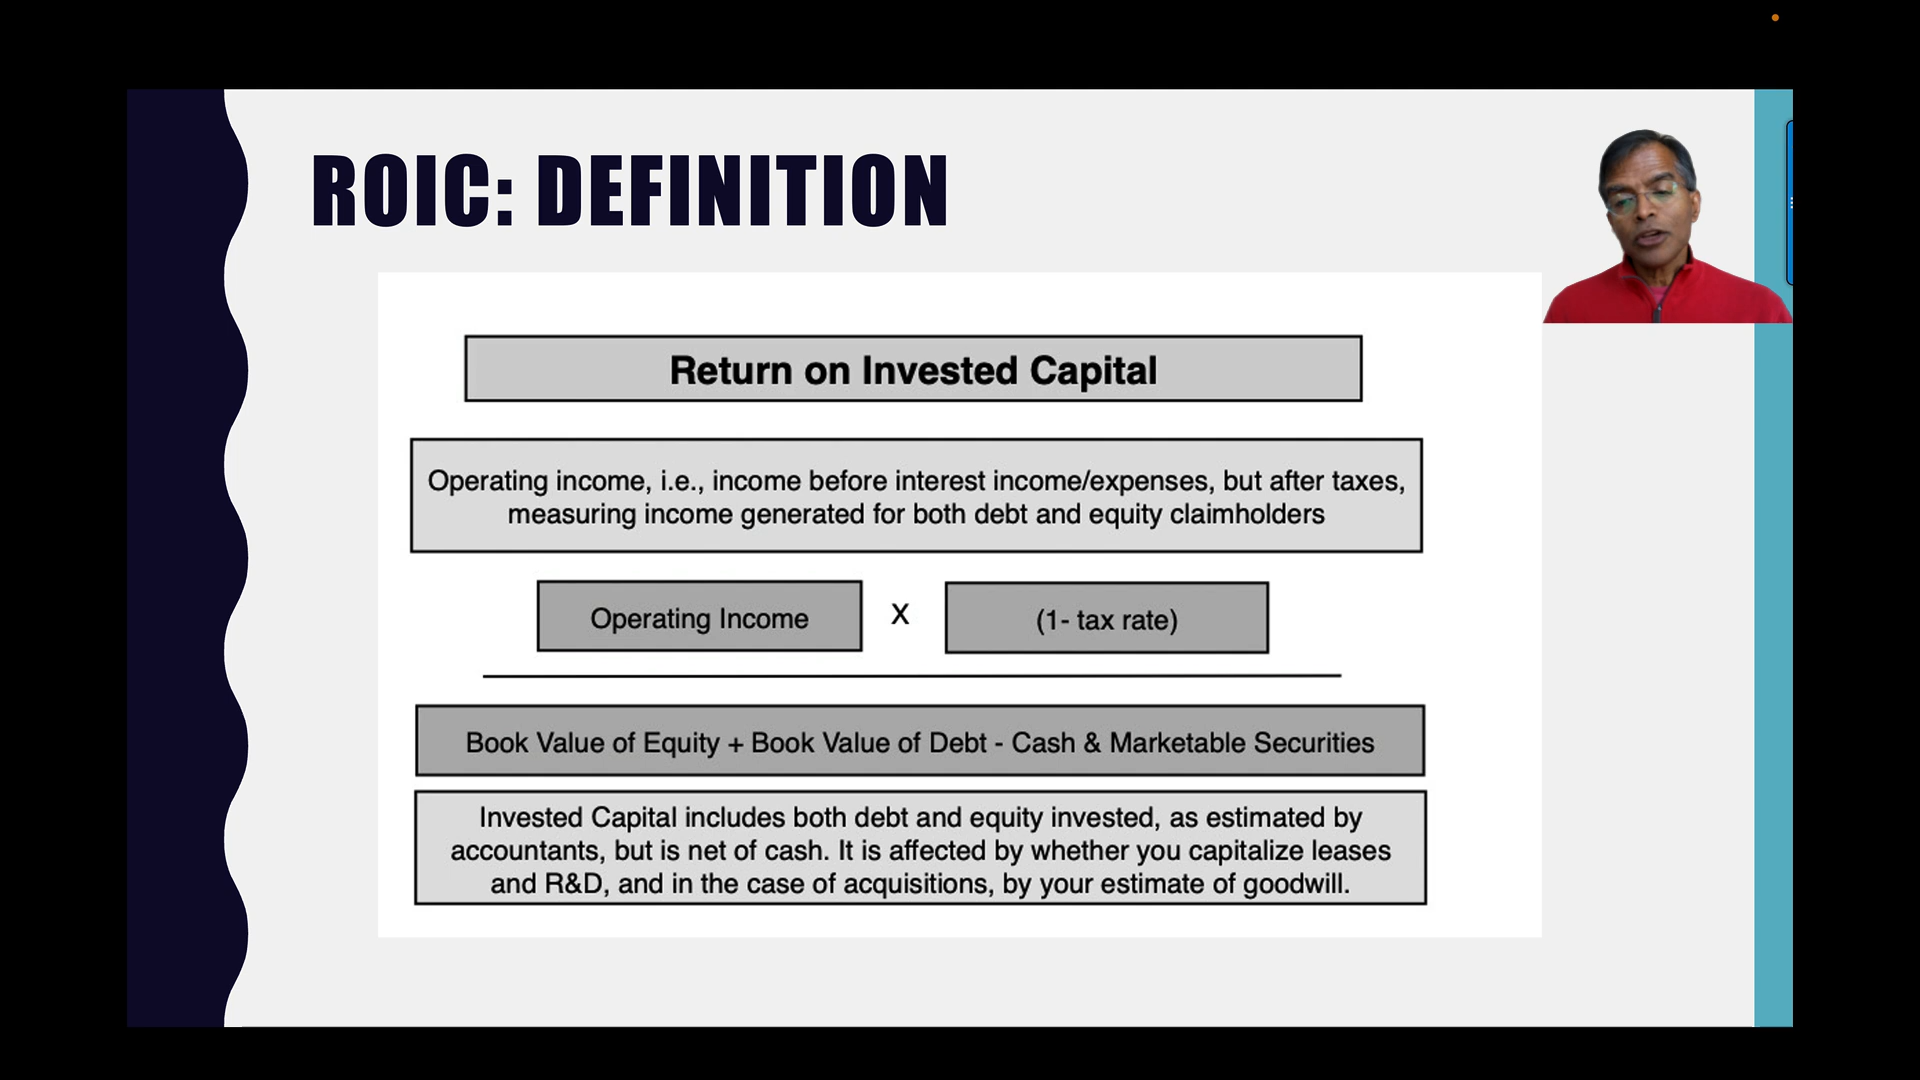 ROIC: DEFINITION
Return on Invested Capital
Operating income, i.e., income before interest income/expenses, but after taxes,
measuring income generated for both debt and equity claimholders
Operating Income X (1- tax rate)
Book Value of Equity + Book Value of Debt - Cash & Marketable Securities
Invested Capital includes both debt and equity invested, as estimated by
accountants, but is net of cash. It is affected by whether you capitalize leases
and R&D, and in the case of acquisitions, by your estimate of goodwill.